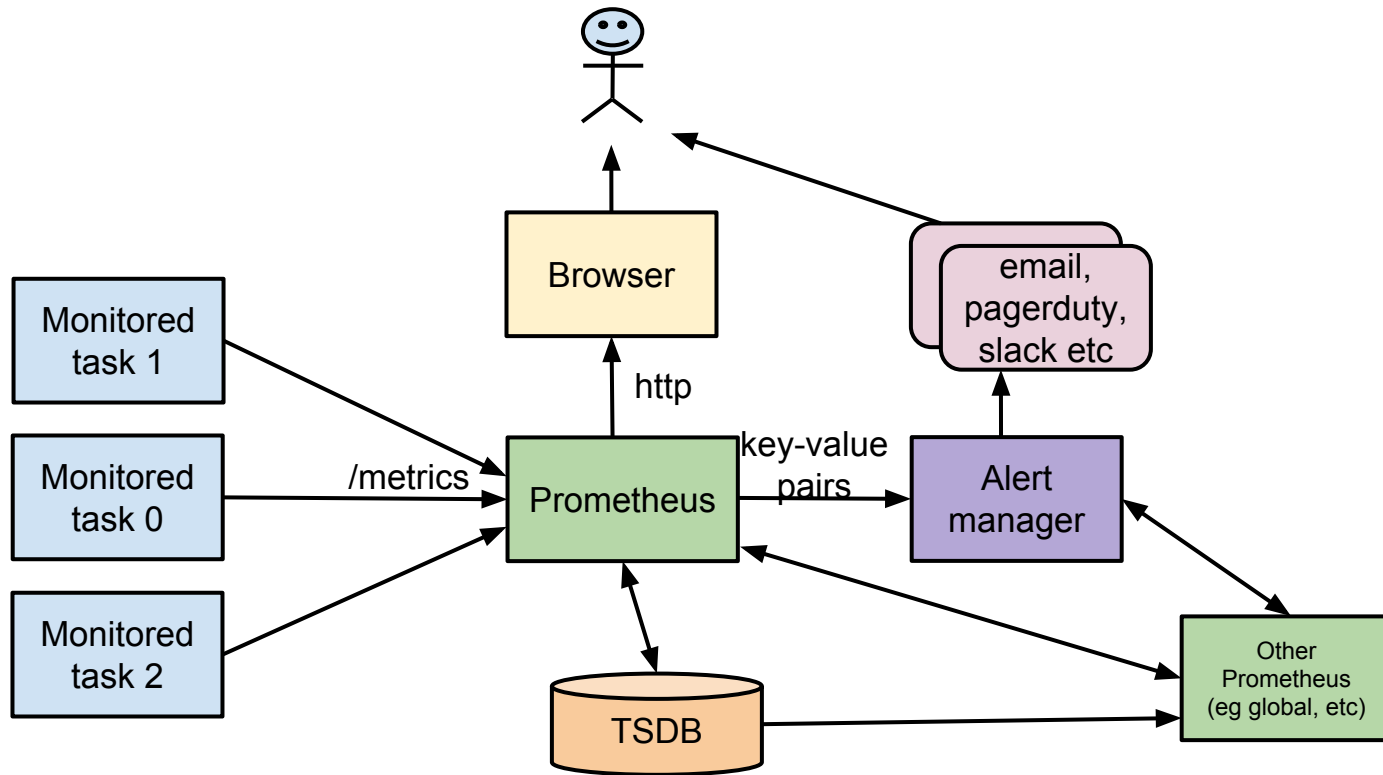 Browser
email,
pagerduty,
slack etc
Monitored
task 1
http
Monitored
task 0
/metrics
Prometheus
key-value
pairs
Alert
manager
Monitored
task 2
TSDB
Other
Prometheus
(eg global, etc)